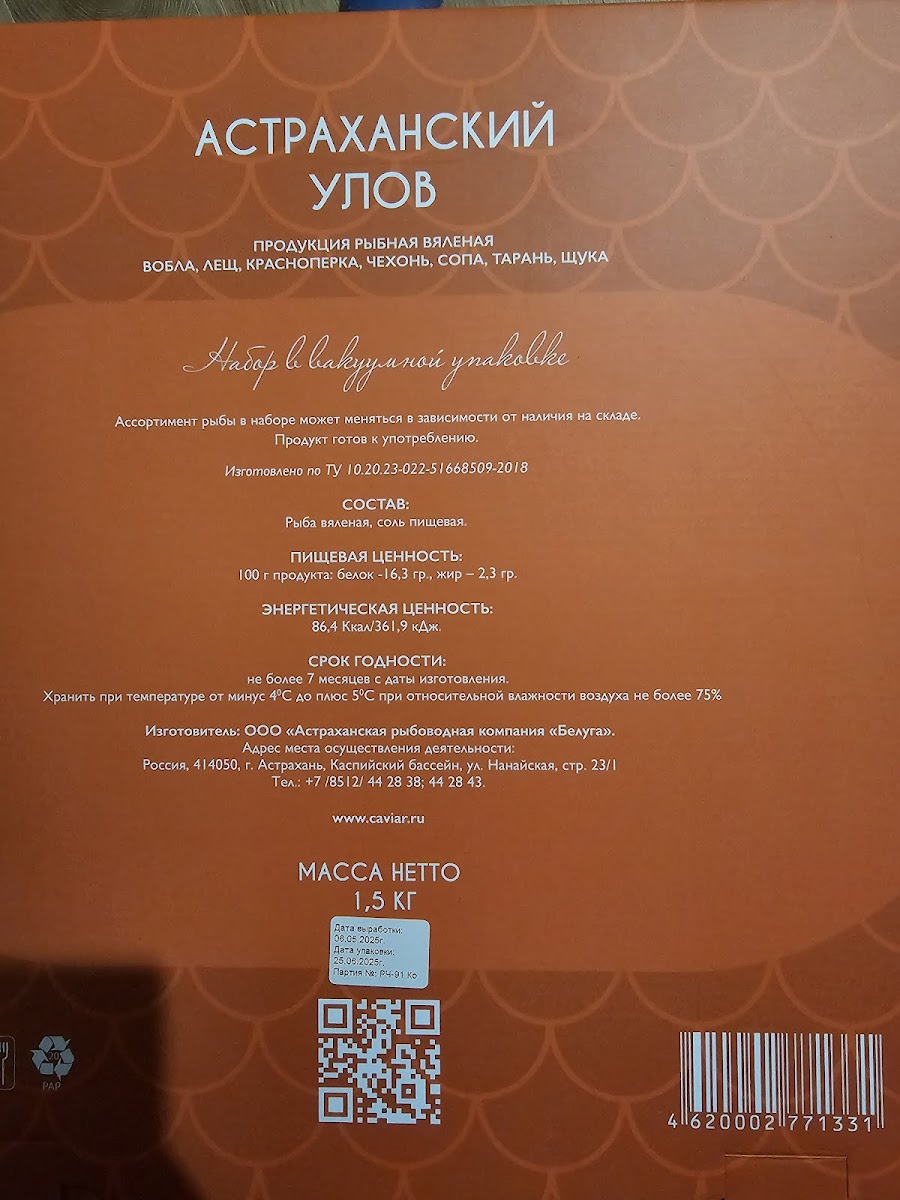 АСТРАХАНСКИЙ
УЛОВ
ПРОДУКЦИЯ РЫБНАЯ ВЯЛЕНАЯ
ВОБЛА, ЛЕЩ, КРАСНОПЕРКА, ЧЕХОНЬ, СОПА, ТАРАНЬ, ЩУКА
Набор в вакуумной упаковке
Ассортимент рыбы в наборе может меняться в зависимости от наличия на складе.
Продукт готов к употреблению.
Изготовлено по ТУ 10.20.23-022-51668509-2018
СОСТАВ:
Рыба вяленая, соль пищевая.
ПИЩЕВАЯ ЦЕННОСТЬ:
100 г продукта: белок -16,3 гр., жир – 2,3 гр.
ЭНЕРГЕТИЧЕСКАЯ ЦЕННОСТЬ:
86,4 Ккал/361,9 кДж.
СРОК ГОДНОСТИ:
не более 7 месяцев с даты изготовления.
Хранить при температуре от минус 4⁰С до плюс 5⁰С при относительной влажности воздуха не более 75%
Изготовитель: ООО «Астраханская рыбоводная компания «Белуга».
Адрес места осуществления деятельности:
Россия, 414050, г. Астрахань, Каспийский бассейн, ул. Нанайская, стр. 23/1
Тел.: +7 /8512/ 44 28 38; 44 28 43.
www.caviar.ru
МАССА НЕТТО
1,5 КГ
Дата выработки:
06.05.2025г.
Дата упаковки:
25.06.2025г.
Партия №: РЧ-91 Ко
20
PAP
4 620002 771331